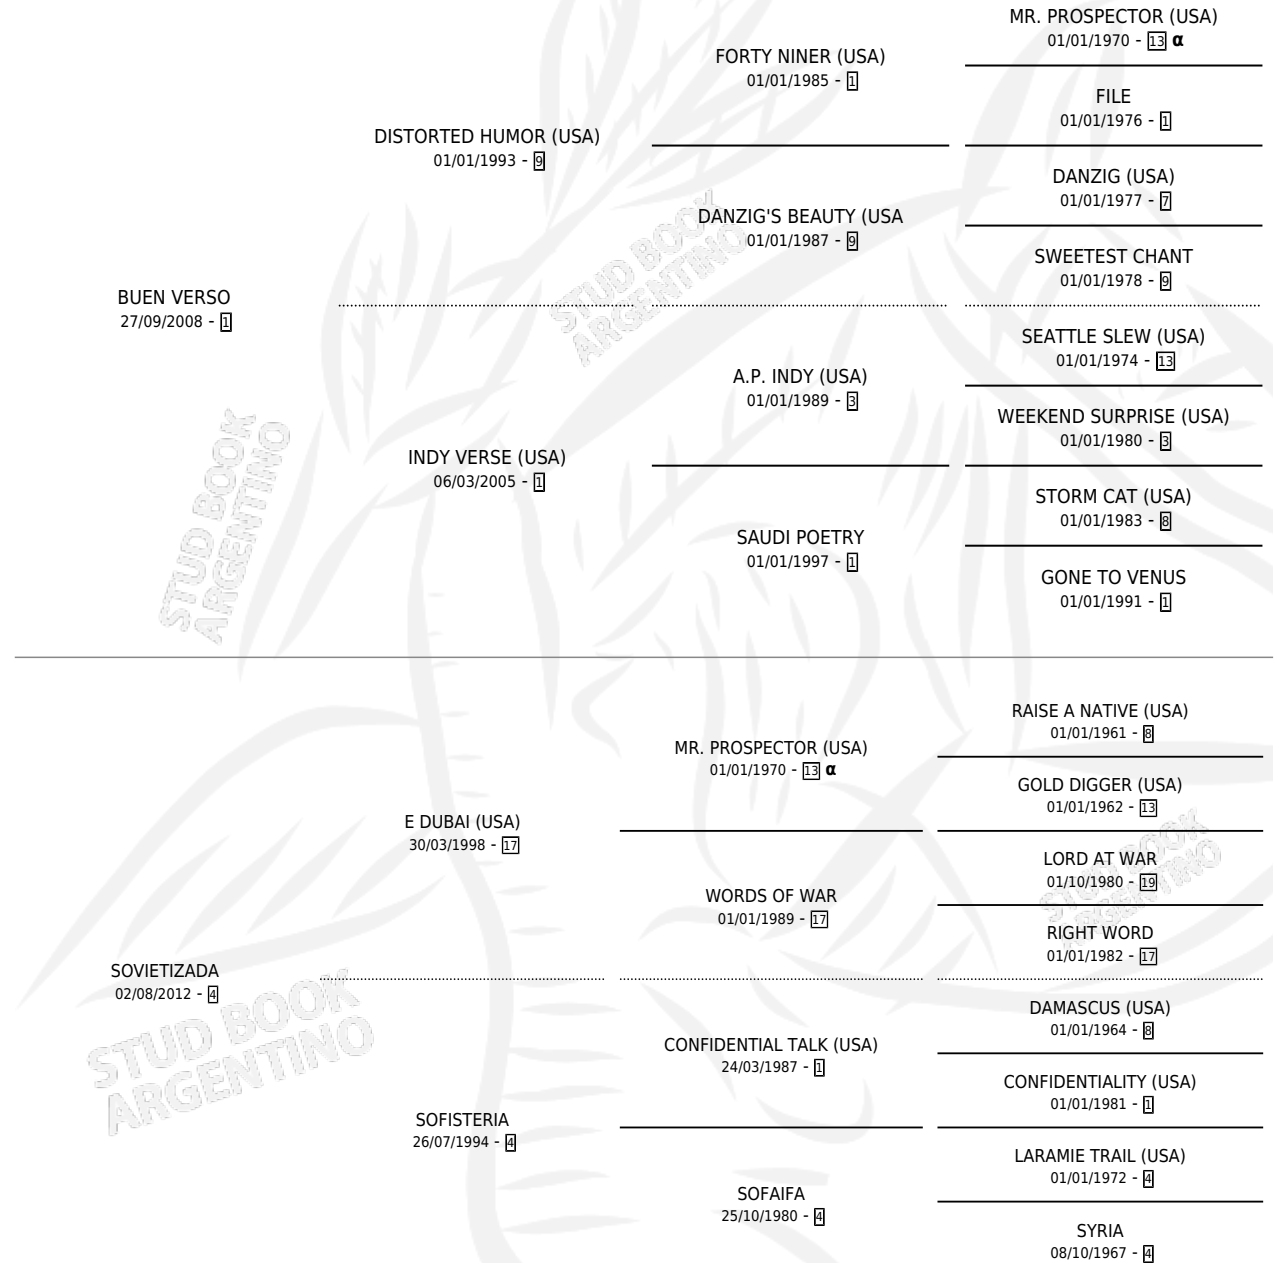 MR. PROSPECTOR (USA)
01/01/1970 - 13 α
FORTY NINER (USA)
01/01/1985 - 1
FILE
01/01/1976 - 1
DISTORTED HUMOR (USA)
01/01/1993 - 9
DANZIG (USA)
01/01/1977 - 7
DANZIG'S BEAUTY (USA
01/01/1987 - 9
SWEETEST CHANT
01/01/1978 - 9
BUEN VERSO
27/09/2008 - 1
SEATTLE SLEW (USA)
01/01/1974 - 13
A.P. INDY (USA)
01/01/1989 - 3
WEEKEND SURPRISE (USA)
01/01/1980 - 3
INDY VERSE (USA)
06/03/2005 - 1
STORM CAT (USA)
01/01/1983 - 8
SAUDI POETRY
01/01/1997 - 1
GONE TO VENUS
01/01/1991 - 1
STUD BOOK
ARGENTINO
STUD BOOK
ARGENTINO
RAISE A NATIVE (USA)
01/01/1961 - 8
MR. PROSPECTOR (USA)
01/01/1970 - 13 α
GOLD DIGGER (USA)
01/01/1962 - 13
E DUBAI (USA)
30/03/1998 - 17
LORD AT WAR
01/10/1980 - 19
WORDS OF WAR
01/01/1989 - 17
RIGHT WORD
01/01/1982 - 17
SOVIETIZADA
02/08/2012 - 4
DAMASCUS (USA)
01/01/1964 - 8
CONFIDENTIAL TALK (USA)
24/03/1987 - 1
CONFIDENTIALITY (USA)
01/01/1981 - 1
SOFISTERIA
26/07/1994 - 4
LARAMIE TRAIL (USA)
01/01/1972 - 4
SOFAIFA
25/10/1980 - 4
SYRIA
08/10/1967 - 4
STUD BOOK
ARGENTINO
STUD BOOK
ARGENTINO